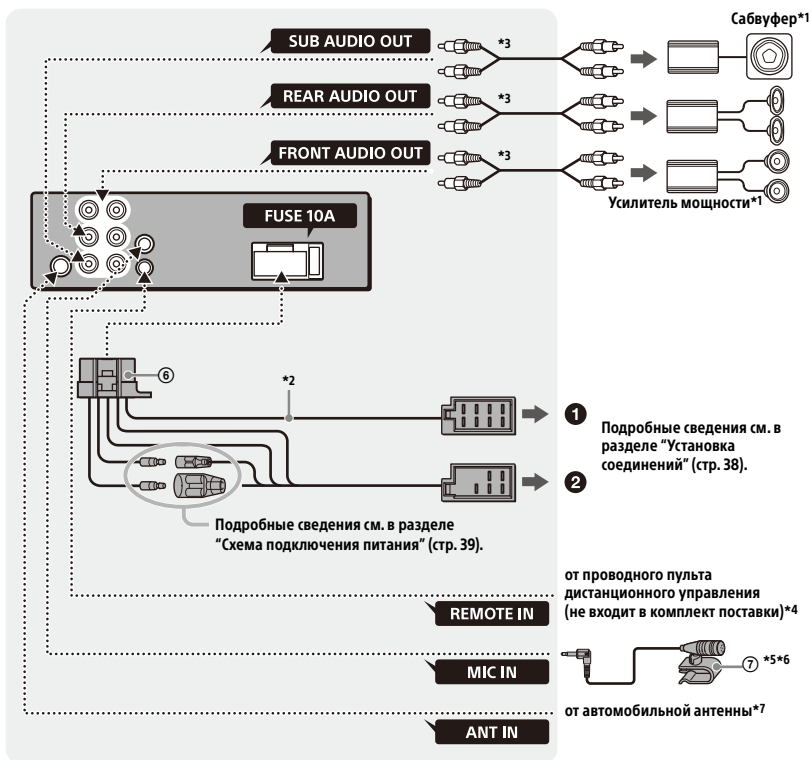 Сабвуфер*1
SUB AUDIO OUT
*3
REAR AUDIO OUT
*3
FRONT AUDIO OUT
*3
Усилитель мощности*1
FUSE 10A
⑥
*2
❶
❷
Подробные сведения см. в
разделе “Установка
соединений” (стр. 38).
Подробные сведения см. в разделе
“Схема подключения питания” (стр. 39).
от проводного пульта
дистанционного управления
(не входит в комплект поставки)*4
REMOTE IN
⑦ *5*6
MIC IN
от автомобильной антенны*7
ANT IN